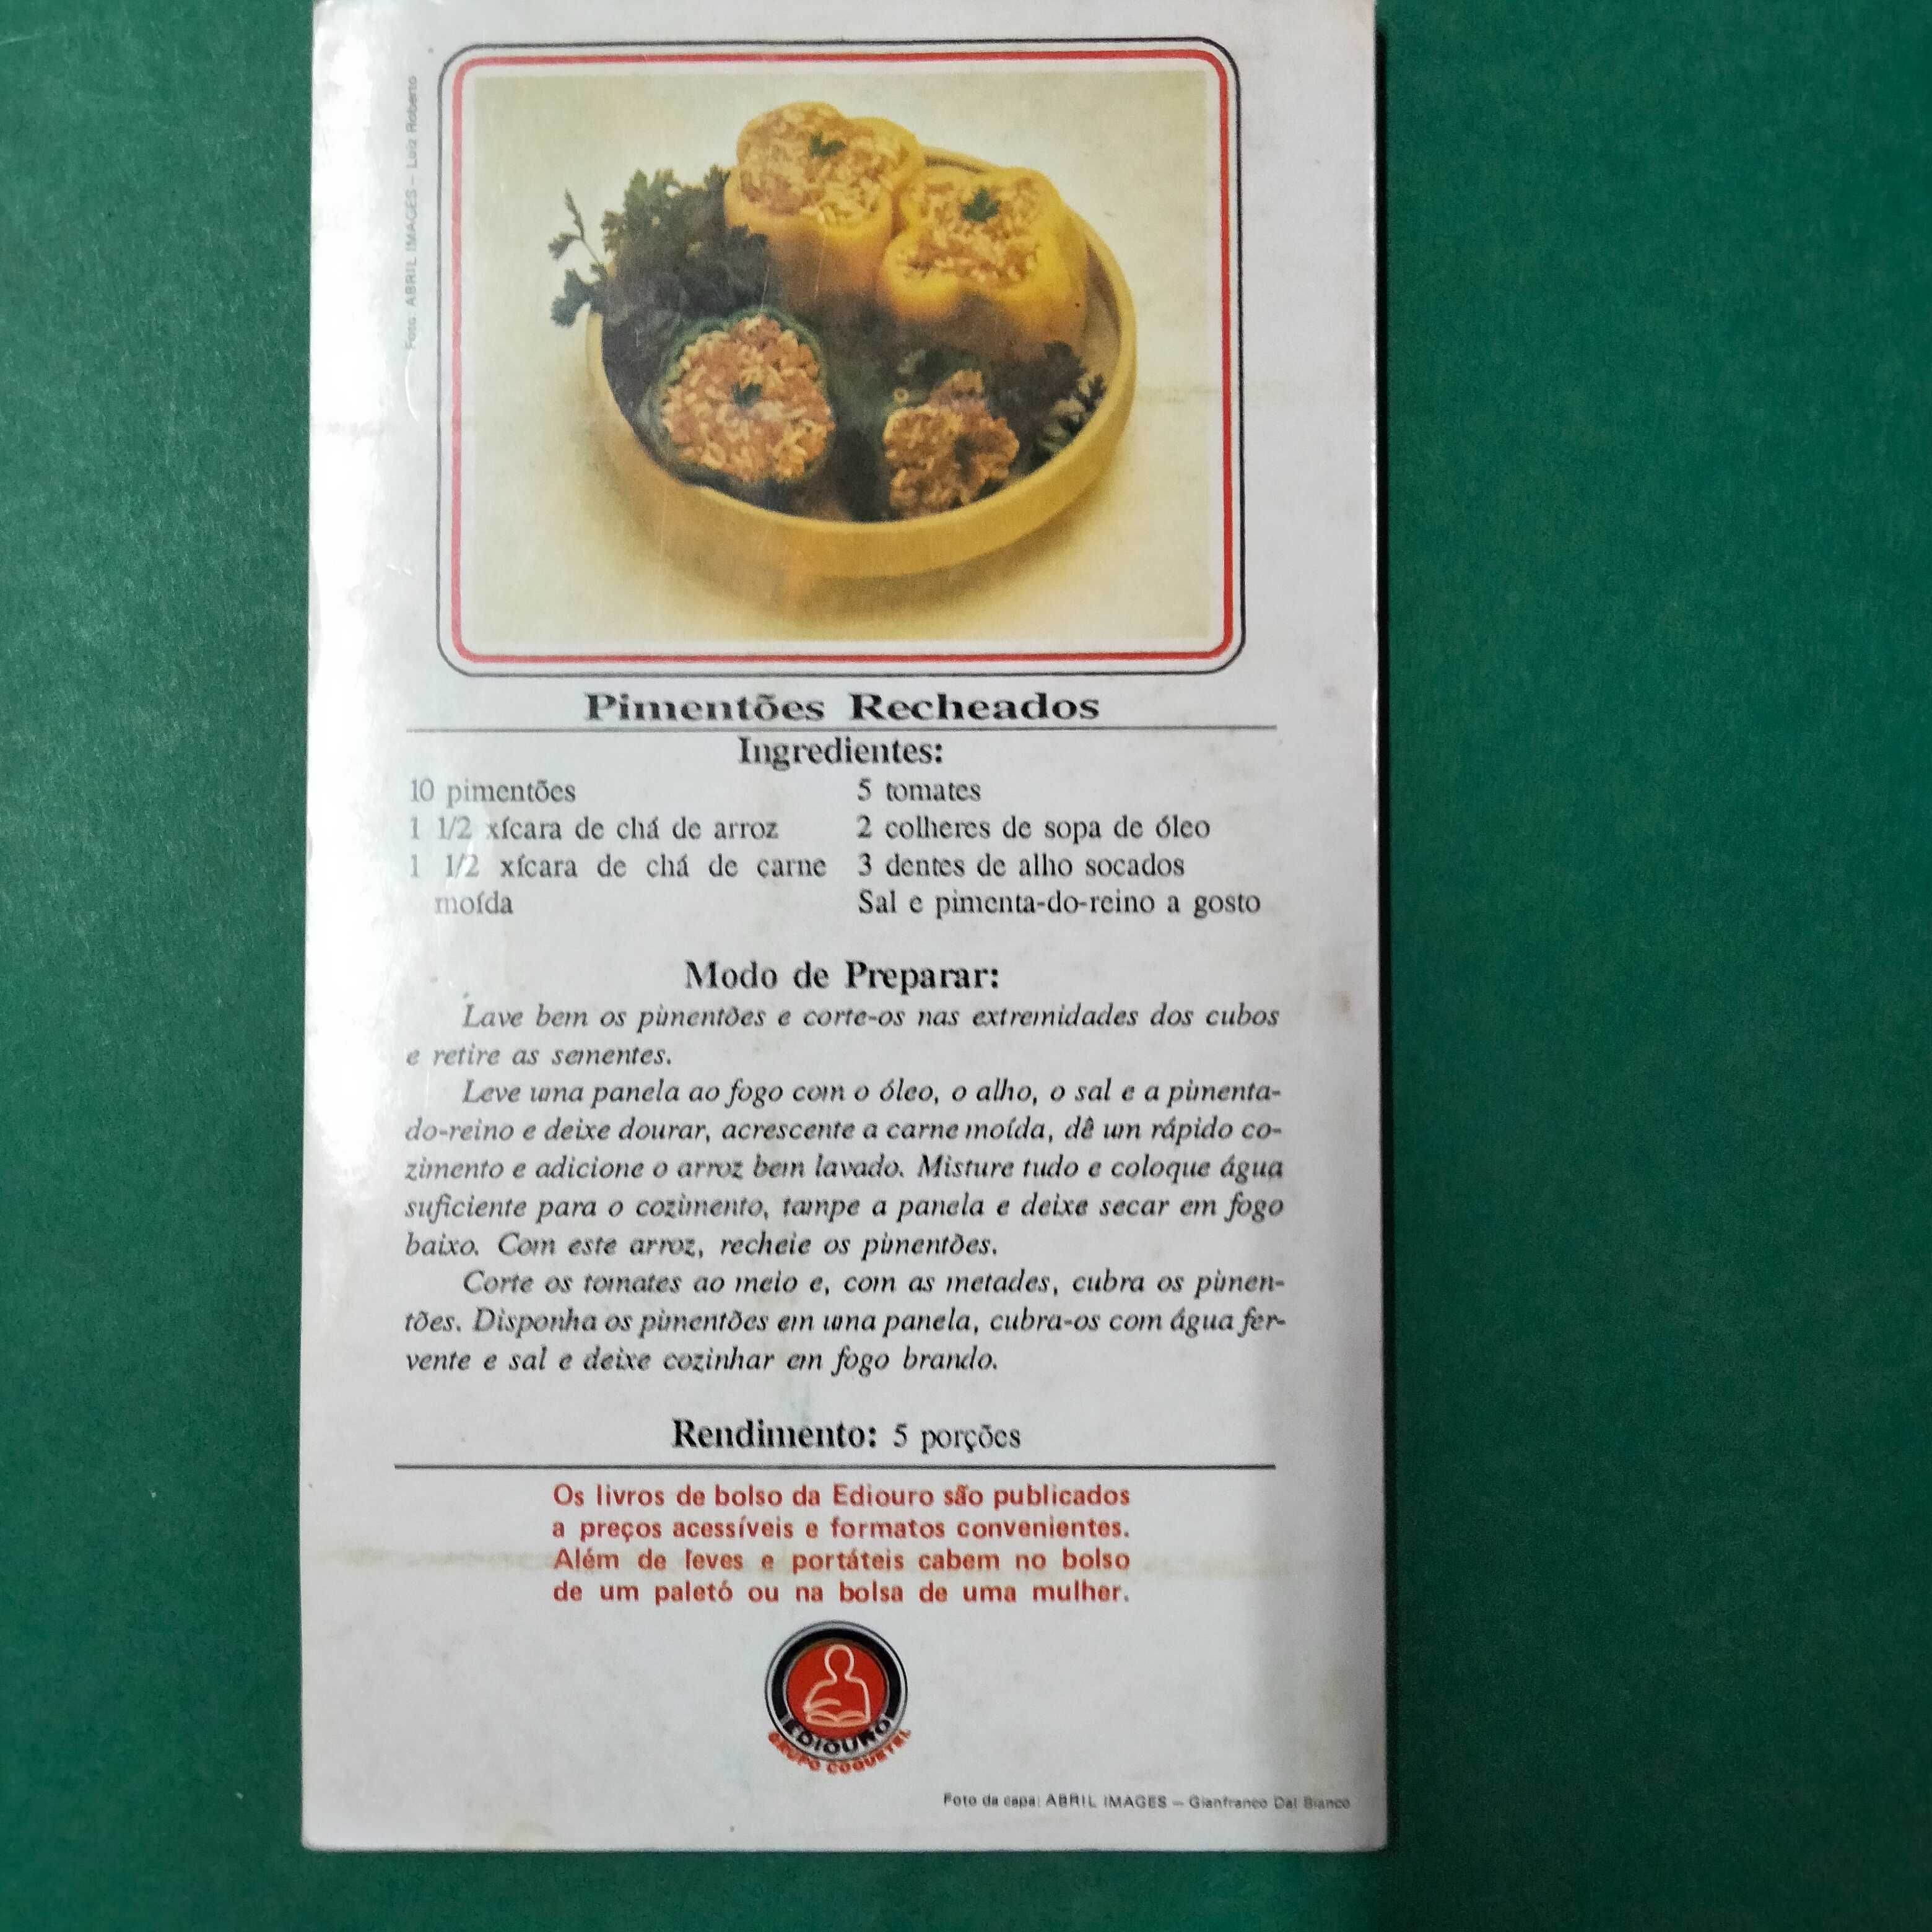 Foto: ABRIL IMAGES – Luiz Roberto
Pimentões Recheados
Ingredientes:
10 pimentões
1 1/2 xícara de chá de arroz
1 1/2 xícara de chá de carne
moída
5 tomates
2 colheres de sopa de óleo
3 dentes de alho socados
Sal e pimenta-do-reino a gosto
Modo de Preparar:
Lave bem os pimentões e corte-os nas extremidades dos cubos
e retire as sementes.
Leve uma panela ao fogo com o óleo, o alho, o sal e a pimenta-
do-reino e deixe dourar, acrescente a carne moída, dê um rápido co-
zimento e adicione o arroz bem lavado. Misture tudo e coloque água
suficiente para o cozimento, tampe a panela e deixe secar em fogo
baixo. Com este arroz, recheie os pimentões.
Corte os tomates ao meio e, com as metades, cubra os pimen-
tões. Disponha os pimentões em uma panela, cubra-os com água fer-
vente e sal e deixe cozinhar em fogo brando.
Rendimento: 5 porções
Os livros de bolso da Ediouro são publicados
a preços acessíveis e formatos convenientes.
Além de leves e portáteis cabem no bolso
de um paletó ou na bolsa de uma mulher.
EDIOURO
GRUPO COQUETEL
Foto da capa: ABRIL IMAGES – Gianfranco Dal Bianco